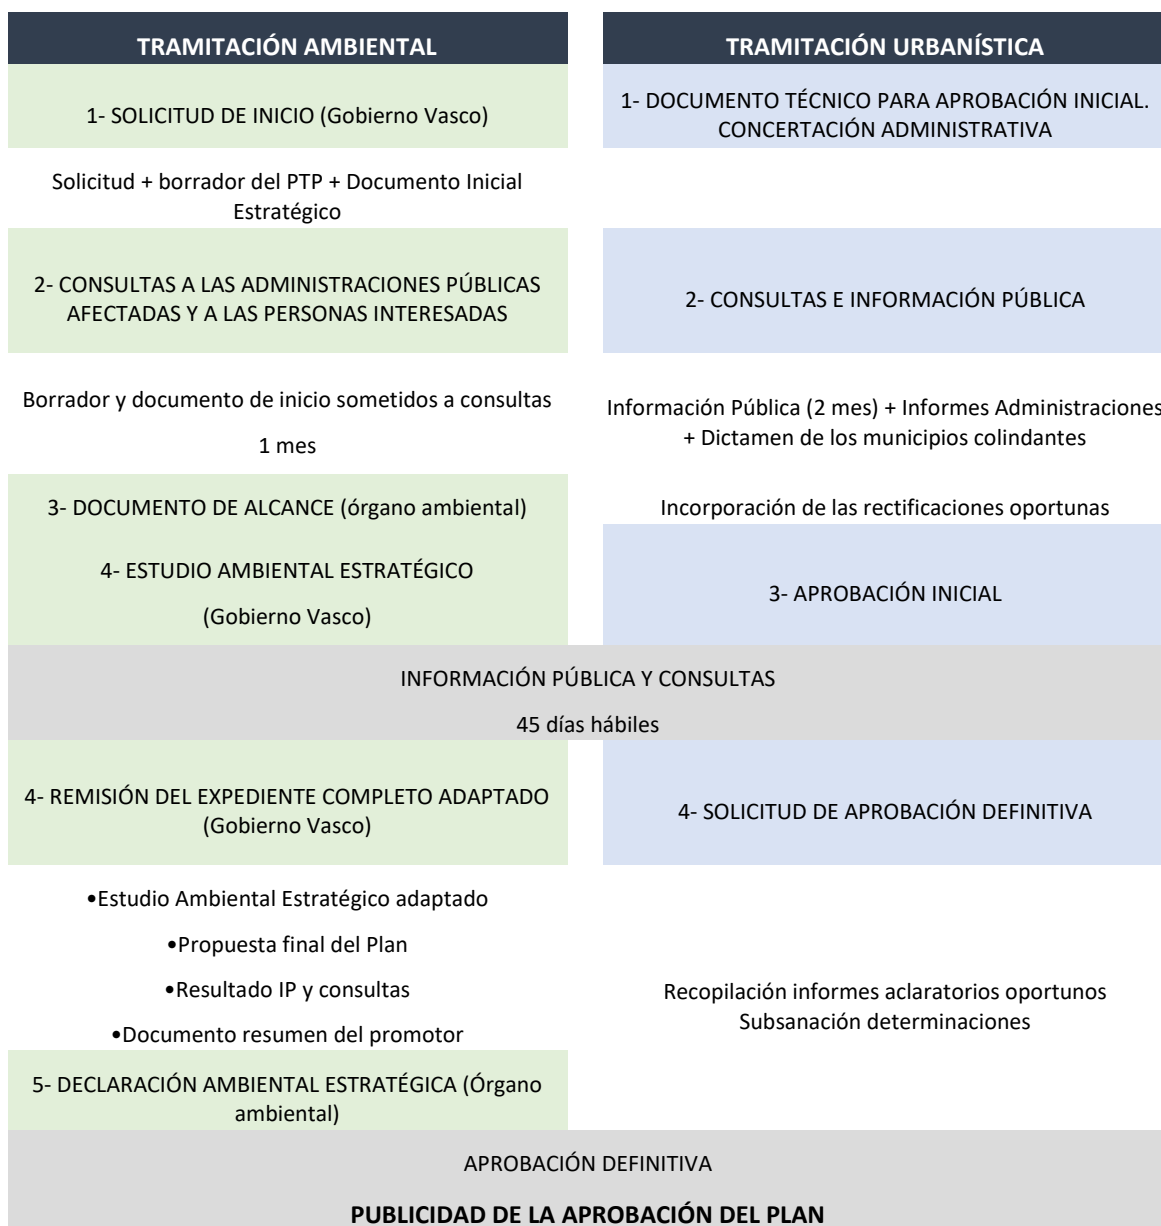 TRAMITACIÓN AMBIENTAL
1- SOLICITUD DE INICIO (Gobierno Vasco)
Solicitud + borrador del PTP + Documento Inicial
Estratégico
2- CONSULTAS A LAS ADMINISTRACIONES PÚBLICAS
AFECTADAS Y A LAS PERSONAS INTERESADAS
Borrador y documento de inicio sometidos a consultas
1 mes
3- DOCUMENTO DE ALCANCE (órgano ambiental)
4- ESTUDIO AMBIENTAL ESTRATÉGICO
(Gobierno Vasco)
TRAMITACIÓN URBANÍSTICA
1- DOCUMENTO TÉCNICO PARA APROBACIÓN INICIAL.
CONCERTACIÓN ADMINISTRATIVA
2- CONSULTAS E INFORMACIÓN PÚBLICA
Información Pública (2 mes) + Informes Administraciones
+ Dictamen de los municipios colindantes
Incorporación de las rectificaciones oportunas
3- APROBACIÓN INICIAL
INFORMACIÓN PÚBLICA Y CONSULTAS
45 días hábiles
4- REMISIÓN DEL EXPEDIENTE COMPLETO ADAPTADO
(Gobierno Vasco)
•Estudio Ambiental Estratégico adaptado
•Propuesta final del Plan
•Resultado IP y consultas
•Documento resumen del promotor
5- DECLARACIÓN AMBIENTAL ESTRATÉGICA (Órgano
ambiental)
4- SOLICITUD DE APROBACIÓN DEFINITIVA
Recopilación informes aclaratorios oportunos
Subsanación determinaciones
APROBACIÓN DEFINITIVA
PUBLICIDAD DE LA APROBACIÓN DEL PLAN